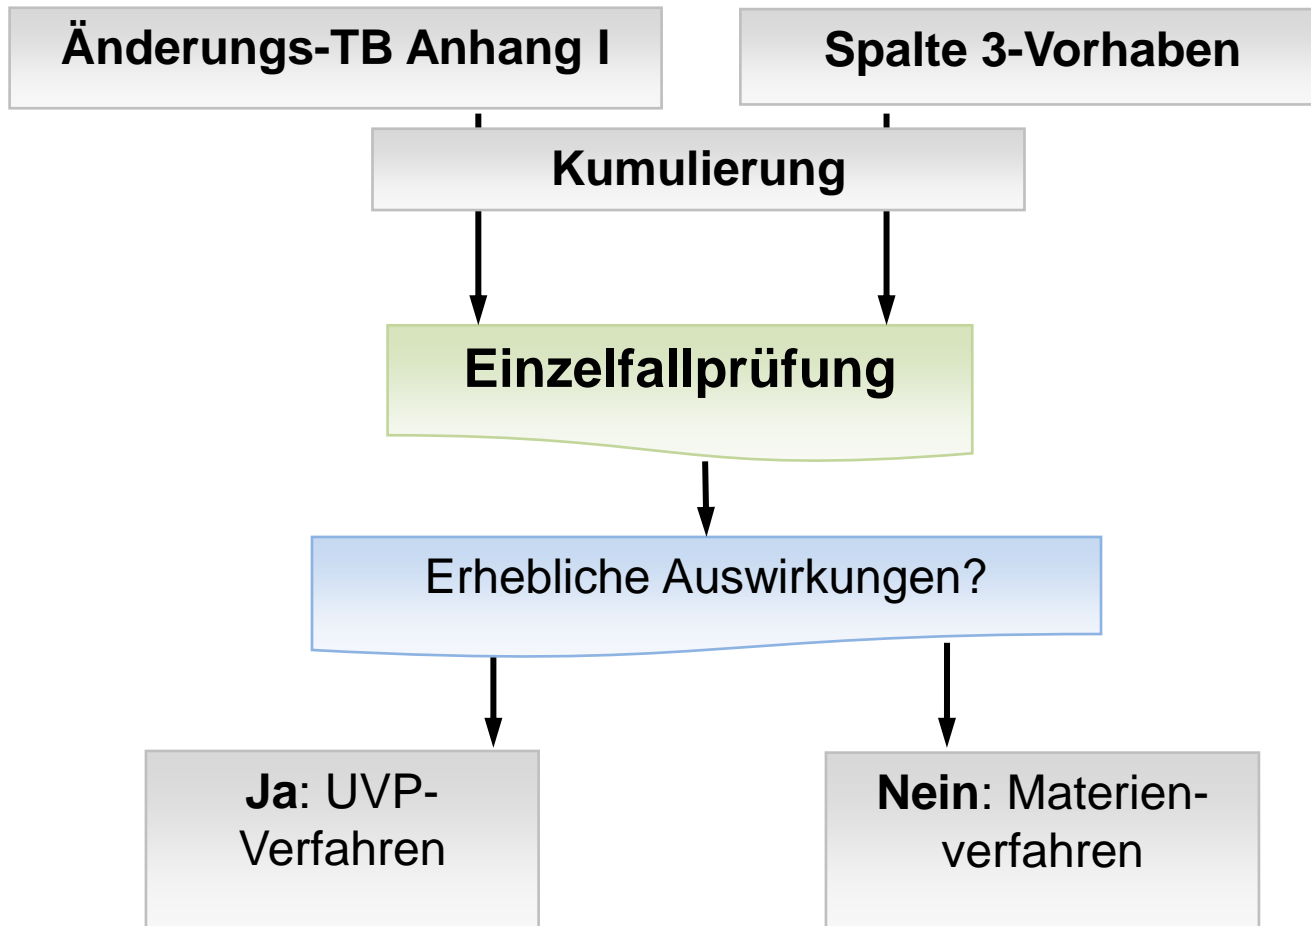 Änderungs-TB Anhang I
Spalte 3-Vorhaben
Kumulierung
Einzelfallprüfung
Erhebliche Auswirkungen?
Ja: UVP-
Verfahren
Nein: Materien-
verfahren